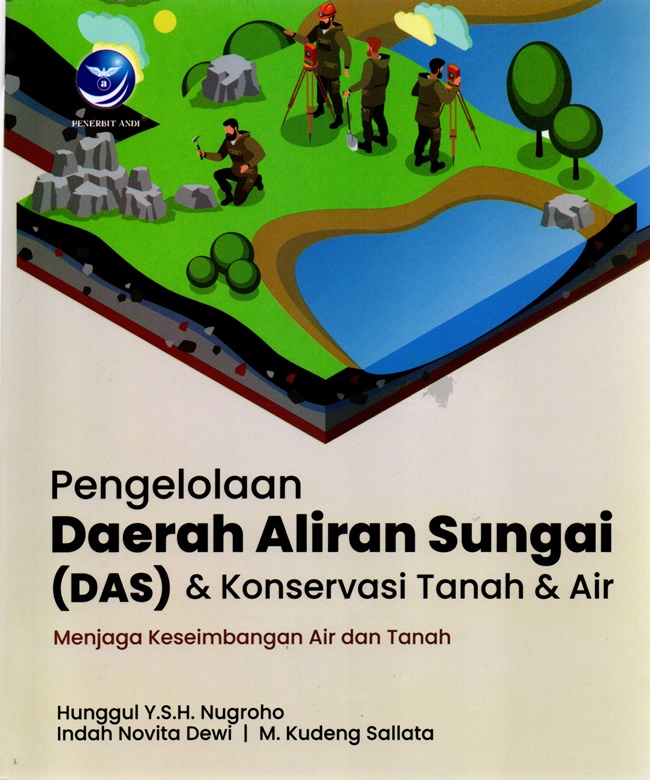 a
PENERBIT ANDI
Pengelolaan
Daerah Aliran Sungai
(DAS) & Konservasi Tanah & Air
Menjaga Keseimbangan Air dan Tanah
Hunggul Y.S.H. Nugroho
Indah Novita Dewi | M. Kudeng Sallata